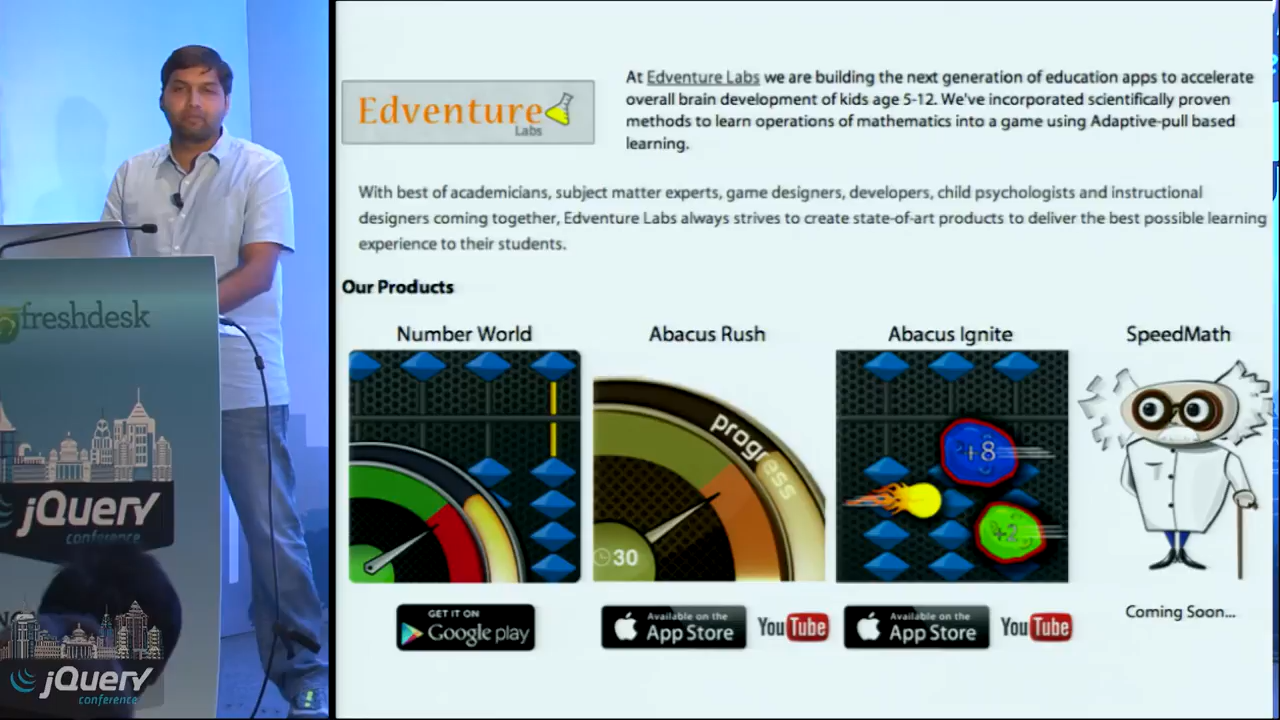 Edventure
Labs
At Edventure Labs we are building the next generation of education apps to accelerate
overall brain development of kids age 5-12. We've incorporated scientifically proven
methods to learn operations of mathematics into a game using Adaptive-pull based
learning.
With best of academicians, subject matter experts, game designers, developers, child psychologists and instructional
designers coming together, Edventure Labs always strives to create state-of-art products to deliver the best possible learning
experience to their students.
Our Products
Number World
Abacus Rush
Abacus Ignite
SpeedMath
progress
30
+8
+2
GET IT ON
Google play
Available on the
App Store
YouTube
Available on the
App Store
YouTube
Coming Soon...
freshdesk
jQuery
conference
jQuery
conference